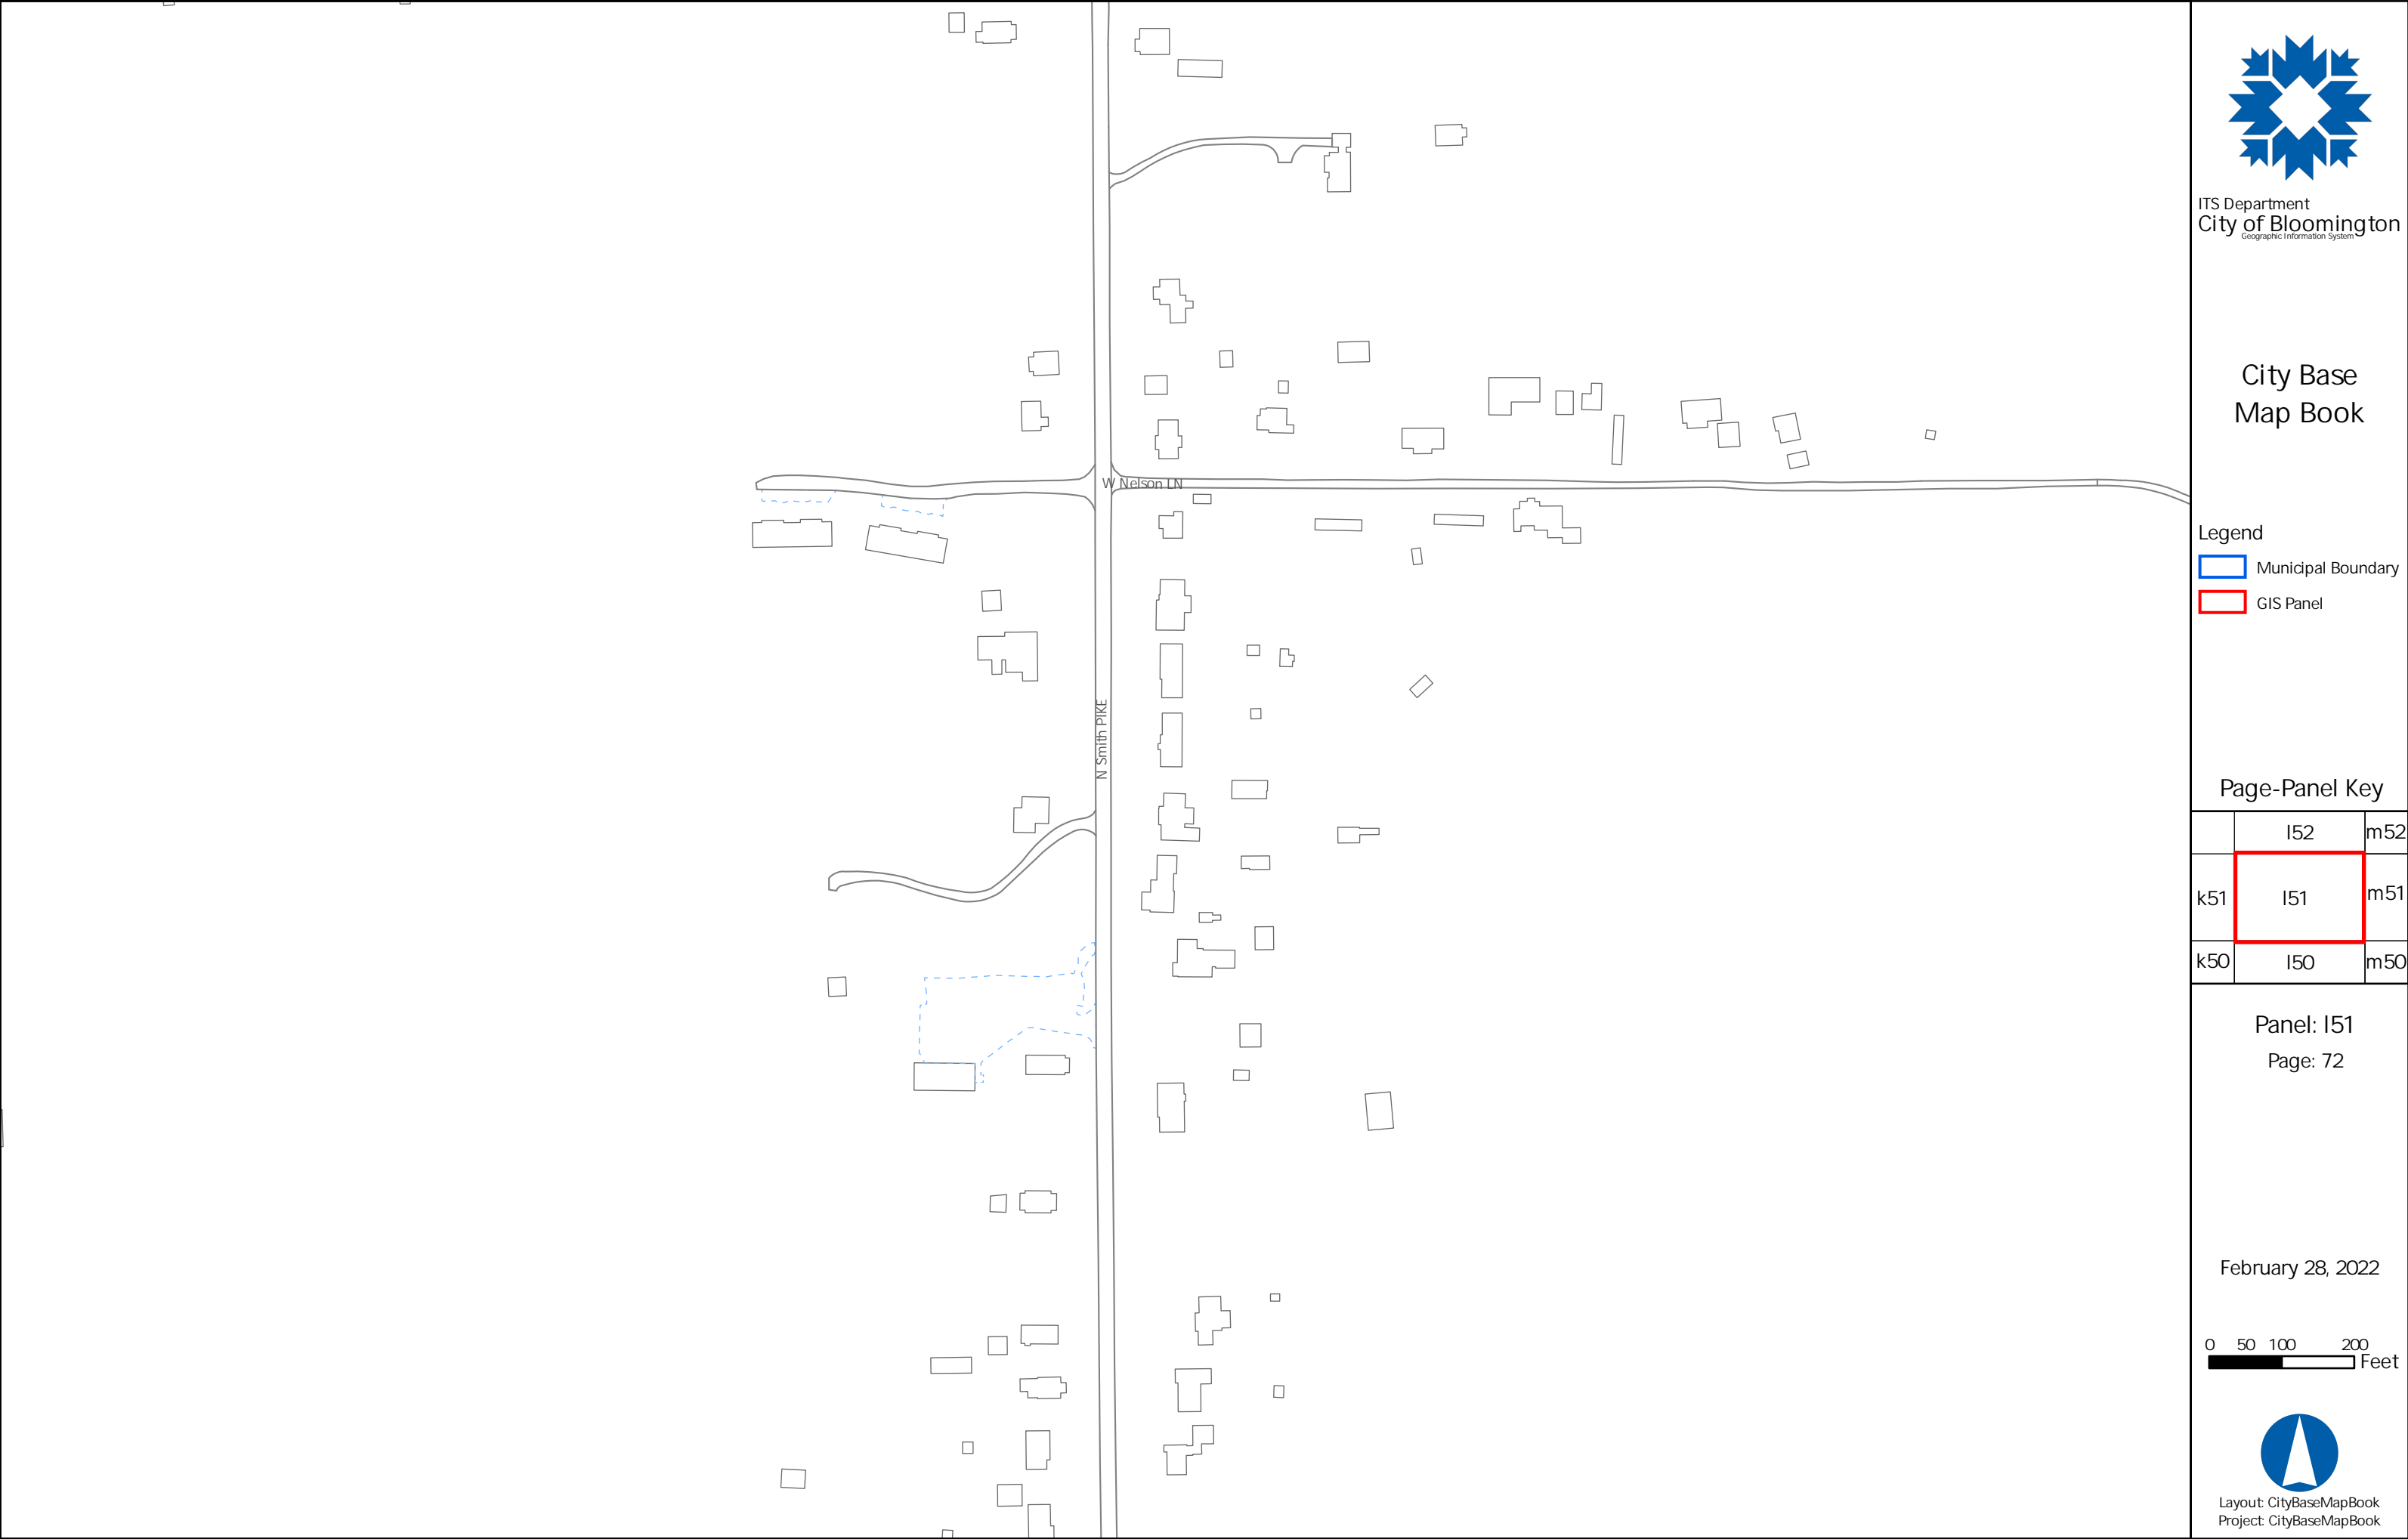 W Nelson LN
N Smith PIKE
ITS Department
City of Bloomington
Geographic Information System
City Base
Map Book
Legend
Municipal Boundary
GIS Panel
Page-Panel Key
l52
m52
k51
l51
m51
k50
l50
m50
Panel: l51
Page: 72
February 28, 2022
0 50 100 200
Feet
Layout: CityBaseMapBook
Project: CityBaseMapBook